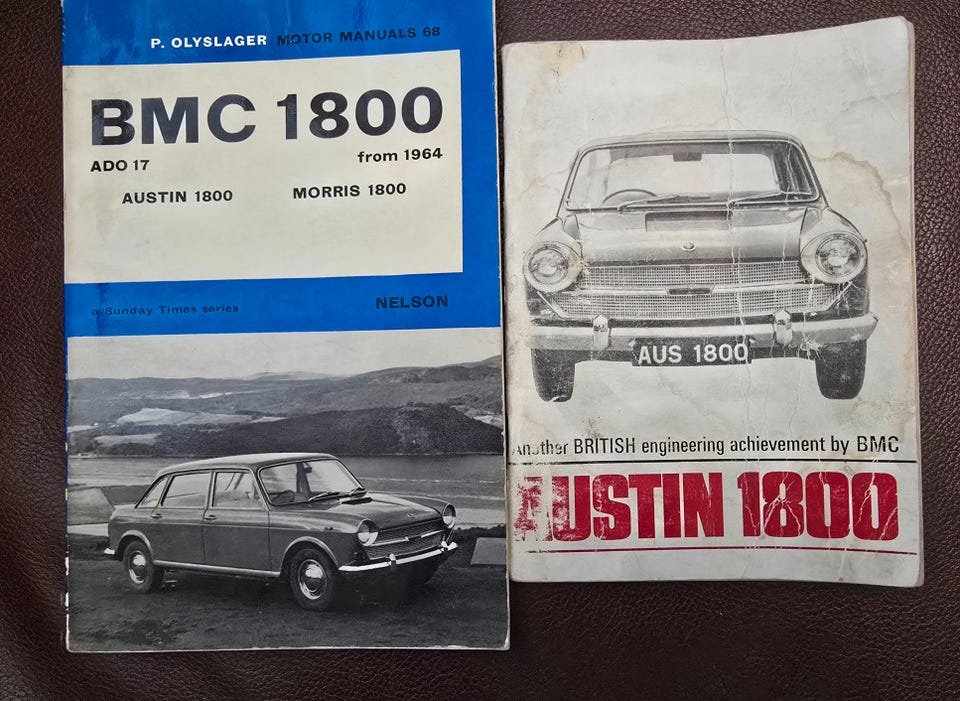 P. OLYSLAGER MOTOR MANUALS 68
BMC 1800
ADO 17 from 1964
AUSTIN 1800 MORRIS 1800
a Sunday Times series NELSON
AUS 1800
Another BRITISH engineering achievement by BMC
AUSTIN 1800